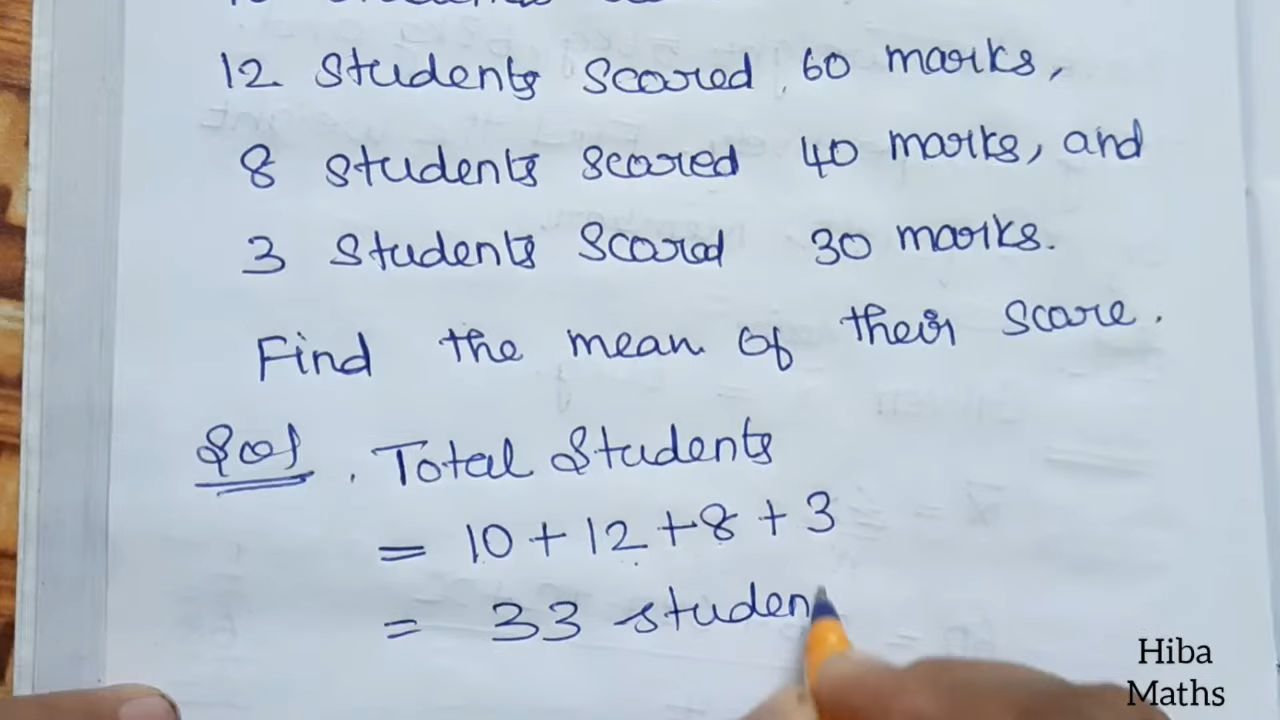 12 students scored 60 marks,
8 students scored 40 marks, and
3 students scored 30 marks.
Find the mean of their score.
Sol. Total Students
= 10 + 12 + 8 + 3
= 33 studen
Hiba
Maths